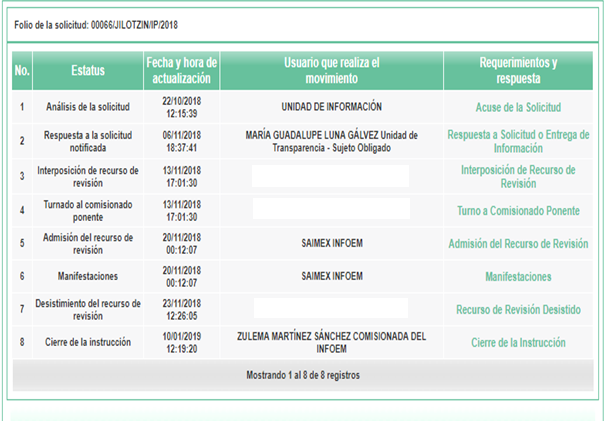 Folio de la solicitud: 00066/JILOTZIN/IP/2018
No. Estatus Fecha y hora de actualización Usuario que realiza el movimiento Requerimientos y respuesta
1 Análisis de la solicitud 22/10/2018 12:15:39 UNIDAD DE INFORMACIÓN Acuse de la Solicitud
2 Respuesta a la solicitud notificada 06/11/2018 18:37:41 MARÍA GUADALUPE LUNA GÁLVEZ Unidad de Transparencia - Sujeto Obligado Respuesta a Solicitud o Entrega de Información
3 Interposición de recurso de revisión 13/11/2018 17:01:30 Interposición de Recurso de Revisión
4 Turnado al comisionado ponente 13/11/2018 17:01:30 Turno a Comisionado Ponente
5 Admisión del recurso de revisión 20/11/2018 00:12:07 SAIMEX INFOEM Admisión del Recurso de Revisión
6 Manifestaciones 20/11/2018 00:12:07 SAIMEX INFOEM Manifestaciones
7 Desistimiento del recurso de revisión 23/11/2018 12:26:05 Recurso de Revisión Desistido
8 Cierre de la instrucción 10/01/2019 12:19:20 ZULEMA MARTÍNEZ SÁNCHEZ COMISIONADA DEL INFOEM Cierre de la Instrucción
Mostrando 1 al 8 de 8 registros